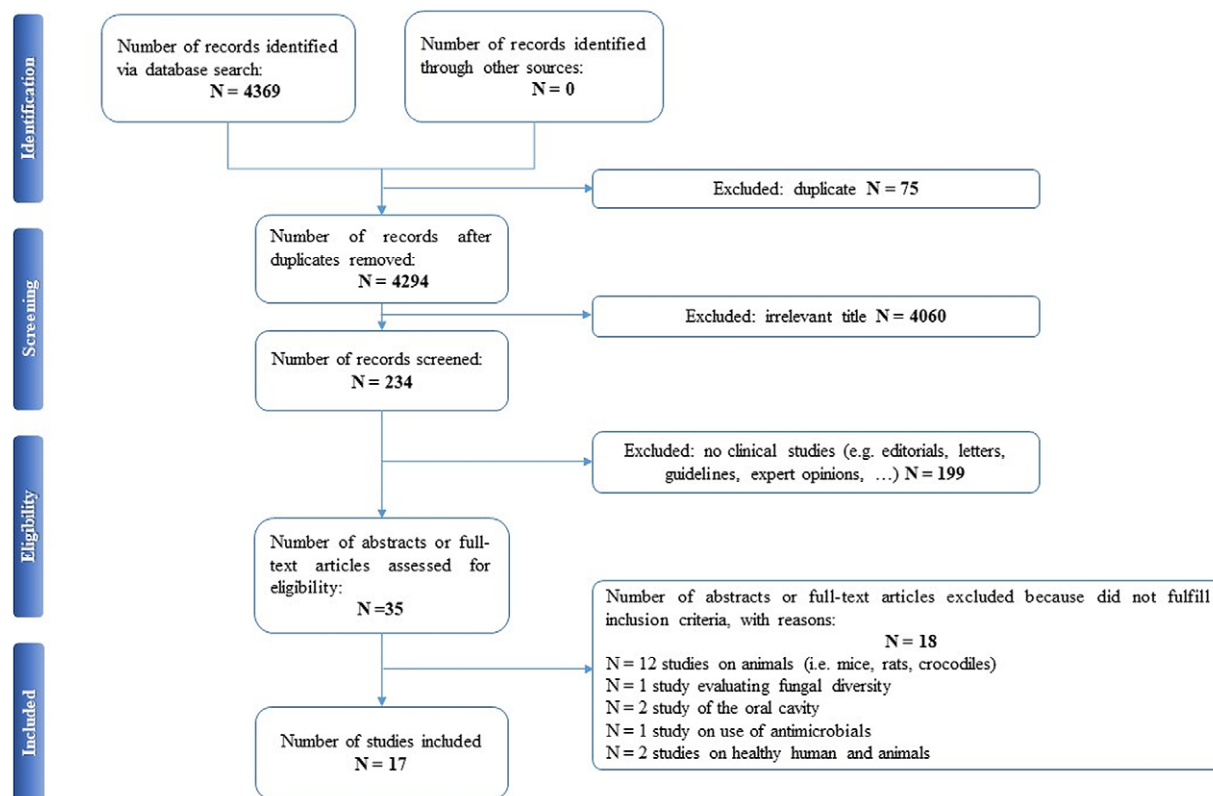 Identification
Number of records identified
via database search:
N = 4369
Number of records identified
through other sources:
N = 0
Excluded: duplicate N = 75
Screening
Number of records after
duplicates removed:
N = 4294
Excluded: irrelevant title N = 4060
Number of records screened:
N = 234
Eligibility
Excluded: no clinical studies (e.g. editorials, letters,
guidelines, expert opinions, …) N = 199
Number of abstracts or full-
text articles assessed for
eligibility:
N =35
Included
Number of abstracts or full-text articles excluded because did not fulfill
inclusion criteria, with reasons:
N = 18
N = 12 studies on animals (i.e. mice, rats, crocodiles)
N = 1 study evaluating fungal diversity
N = 2 study of the oral cavity
N = 1 study on use of antimicrobials
N = 2 studies on healthy human and animals
Number of studies included
N = 17